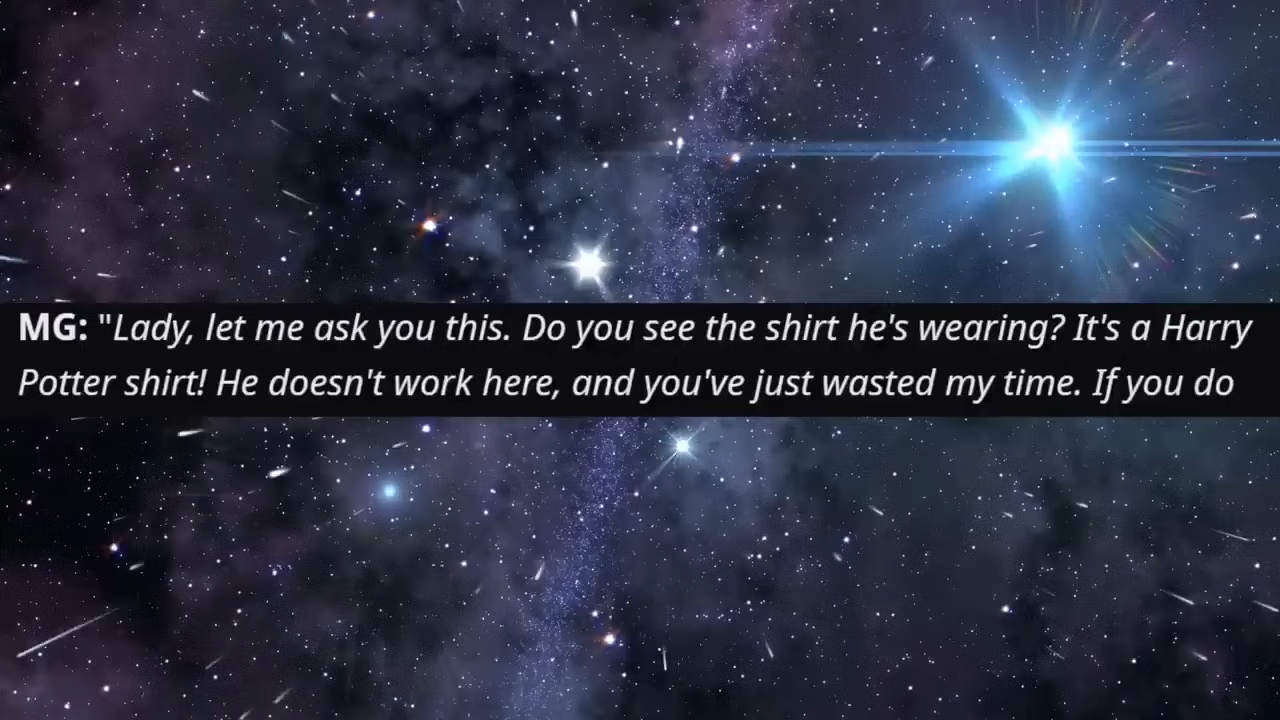 MG: "Lady, let me ask you this. Do you see the shirt he's wearing? It's a Harry
Potter shirt! He doesn't work here, and you've just wasted my time. If you do